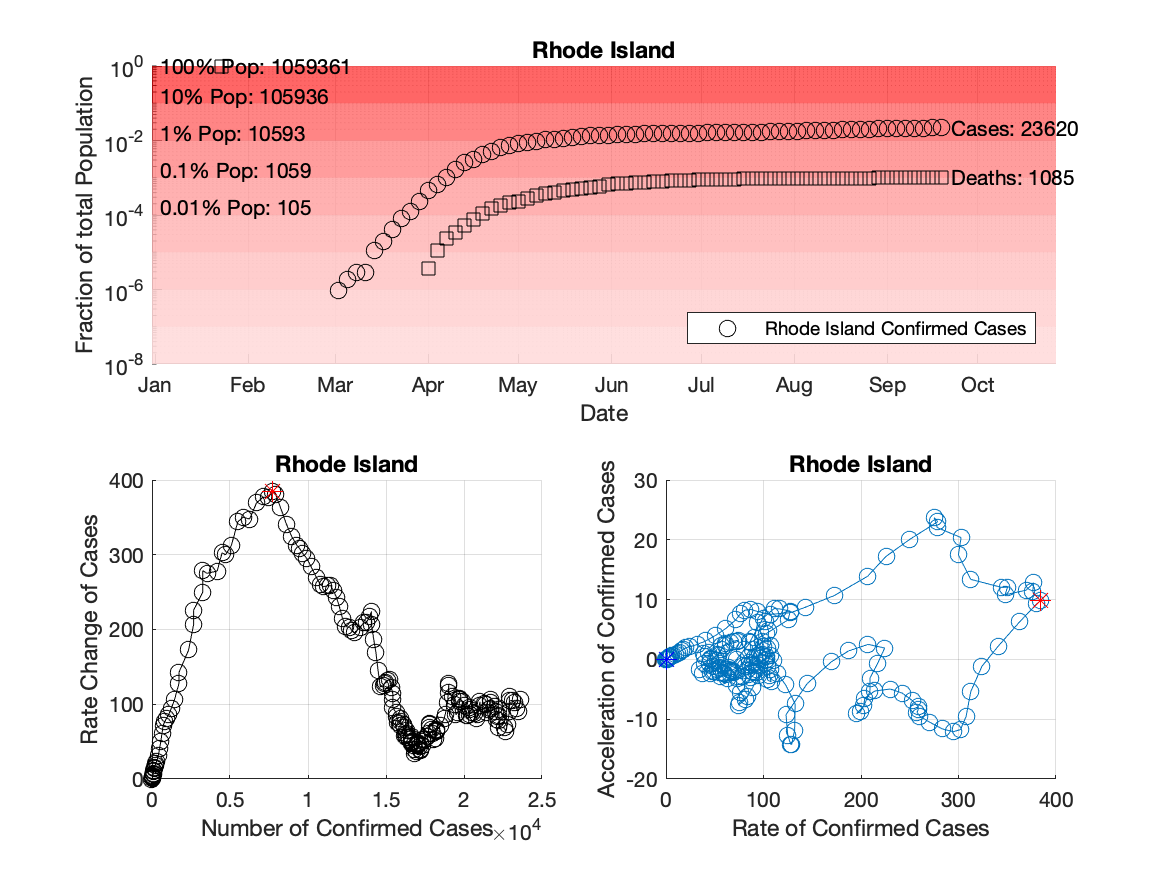 Rhode Island
10^0
10^-2
10^-4
10^-6
10^-8
Fraction of total Population
100% Pop: 1059361
10% Pop: 105936
1% Pop: 10593
0.1% Pop: 1059
0.01% Pop: 105
Cases: 23620
Deaths: 1085
Rhode Island Confirmed Cases
Jan Feb Mar Apr May Jun Jul Aug Sep Oct
Date
Rhode Island
400
300
200
100
0
Rate Change of Cases
0 0.5 1 1.5 2 2.5
Number of Confirmed Cases
×10^4
Rhode Island
30
20
10
0
-10
-20
Acceleration of Confirmed Cases
0 100 200 300 400
Rate of Confirmed Cases